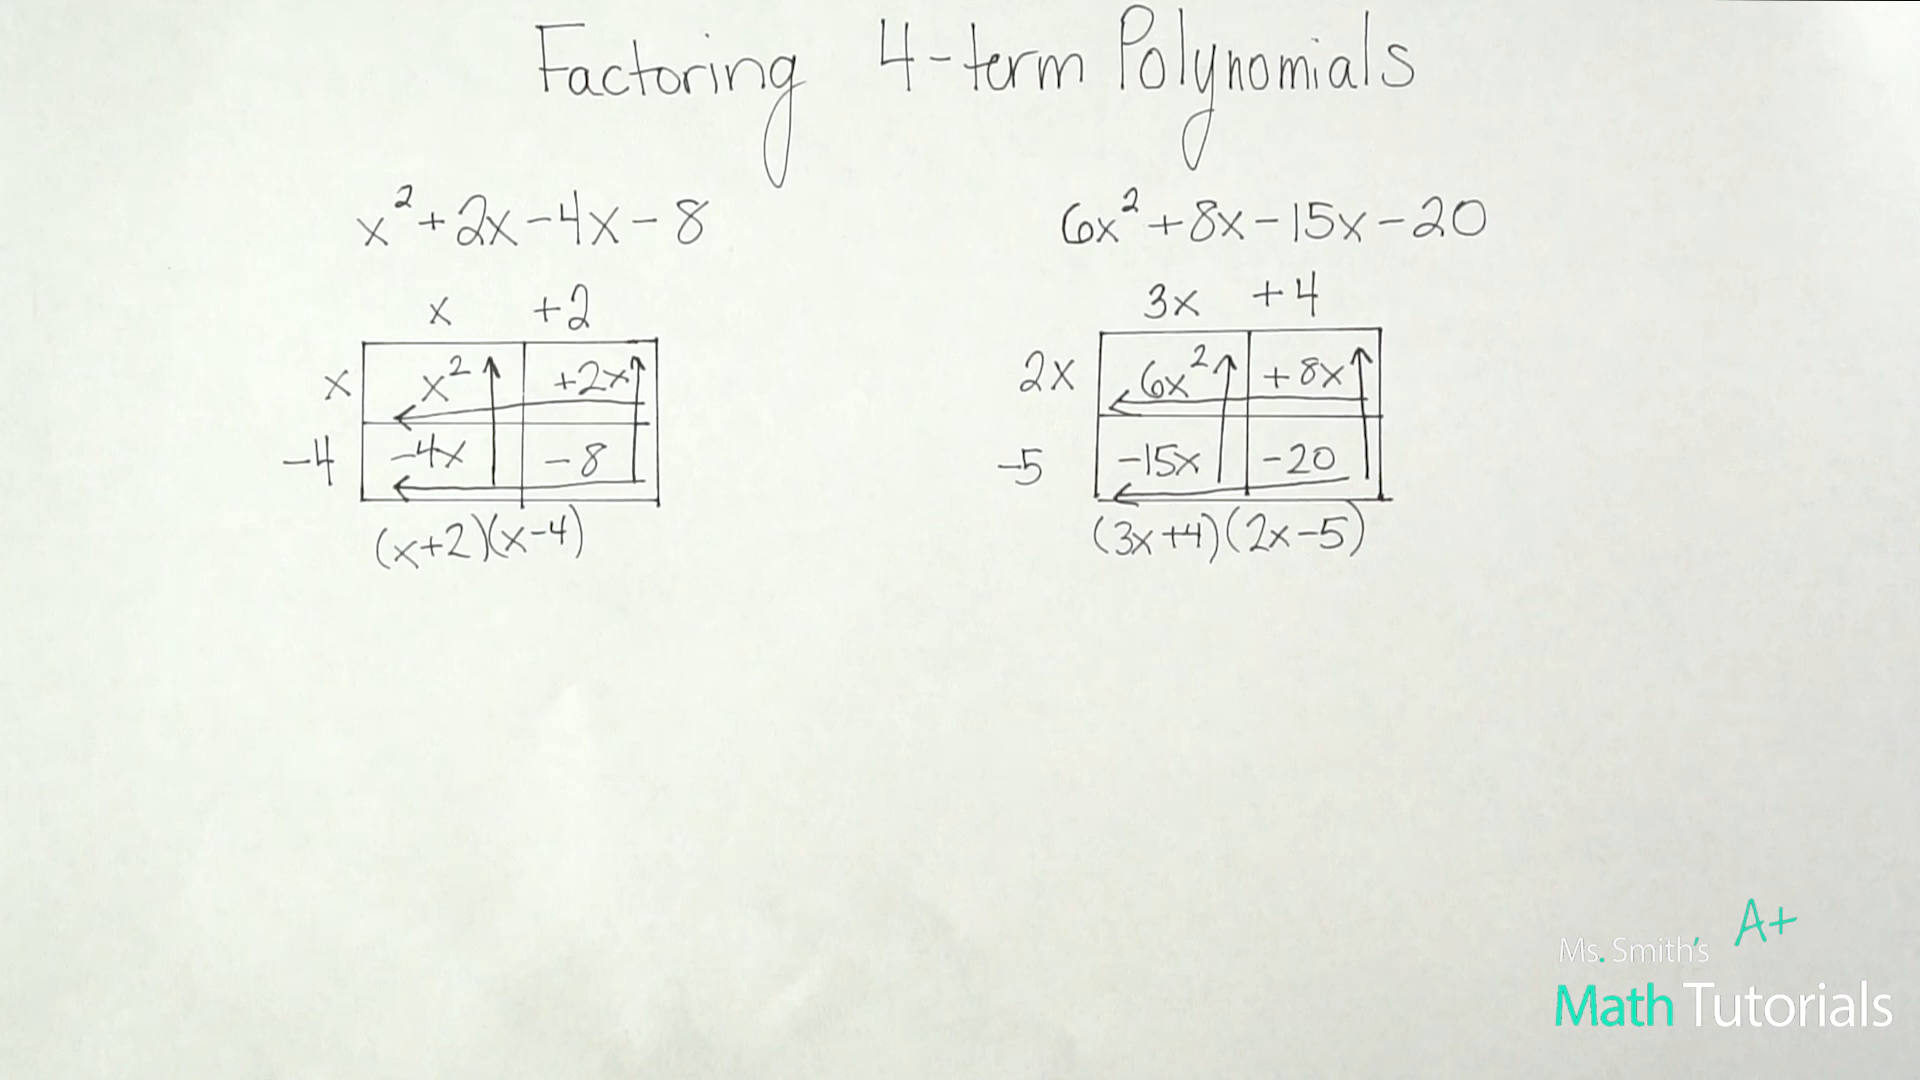 Factoring 4-term Polynomials
x² + 2x - 4x - 8
x +2
x x² +2x
-4 -4x -8
(x+2)(x-4)
6x² + 8x - 15x - 20
3x +4
2x 6x² +8x
-5 -15x -20
(3x+4)(2x-5)
A+
Ms. Smith's
Math Tutorials